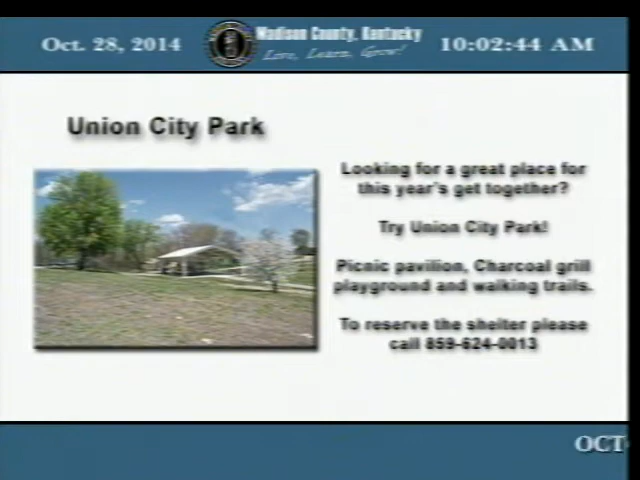 Oct. 28, 2014
Madison County, Kentucky
Live, Learn, Grow!
10:02:44 AM
Union City Park
Looking for a great place for
this year's get together?
Try Union City Park!
Picnic pavilion, Charcoal grill
playground and walking trails.
To reserve the shelter please
call 859-624-0013
OCT